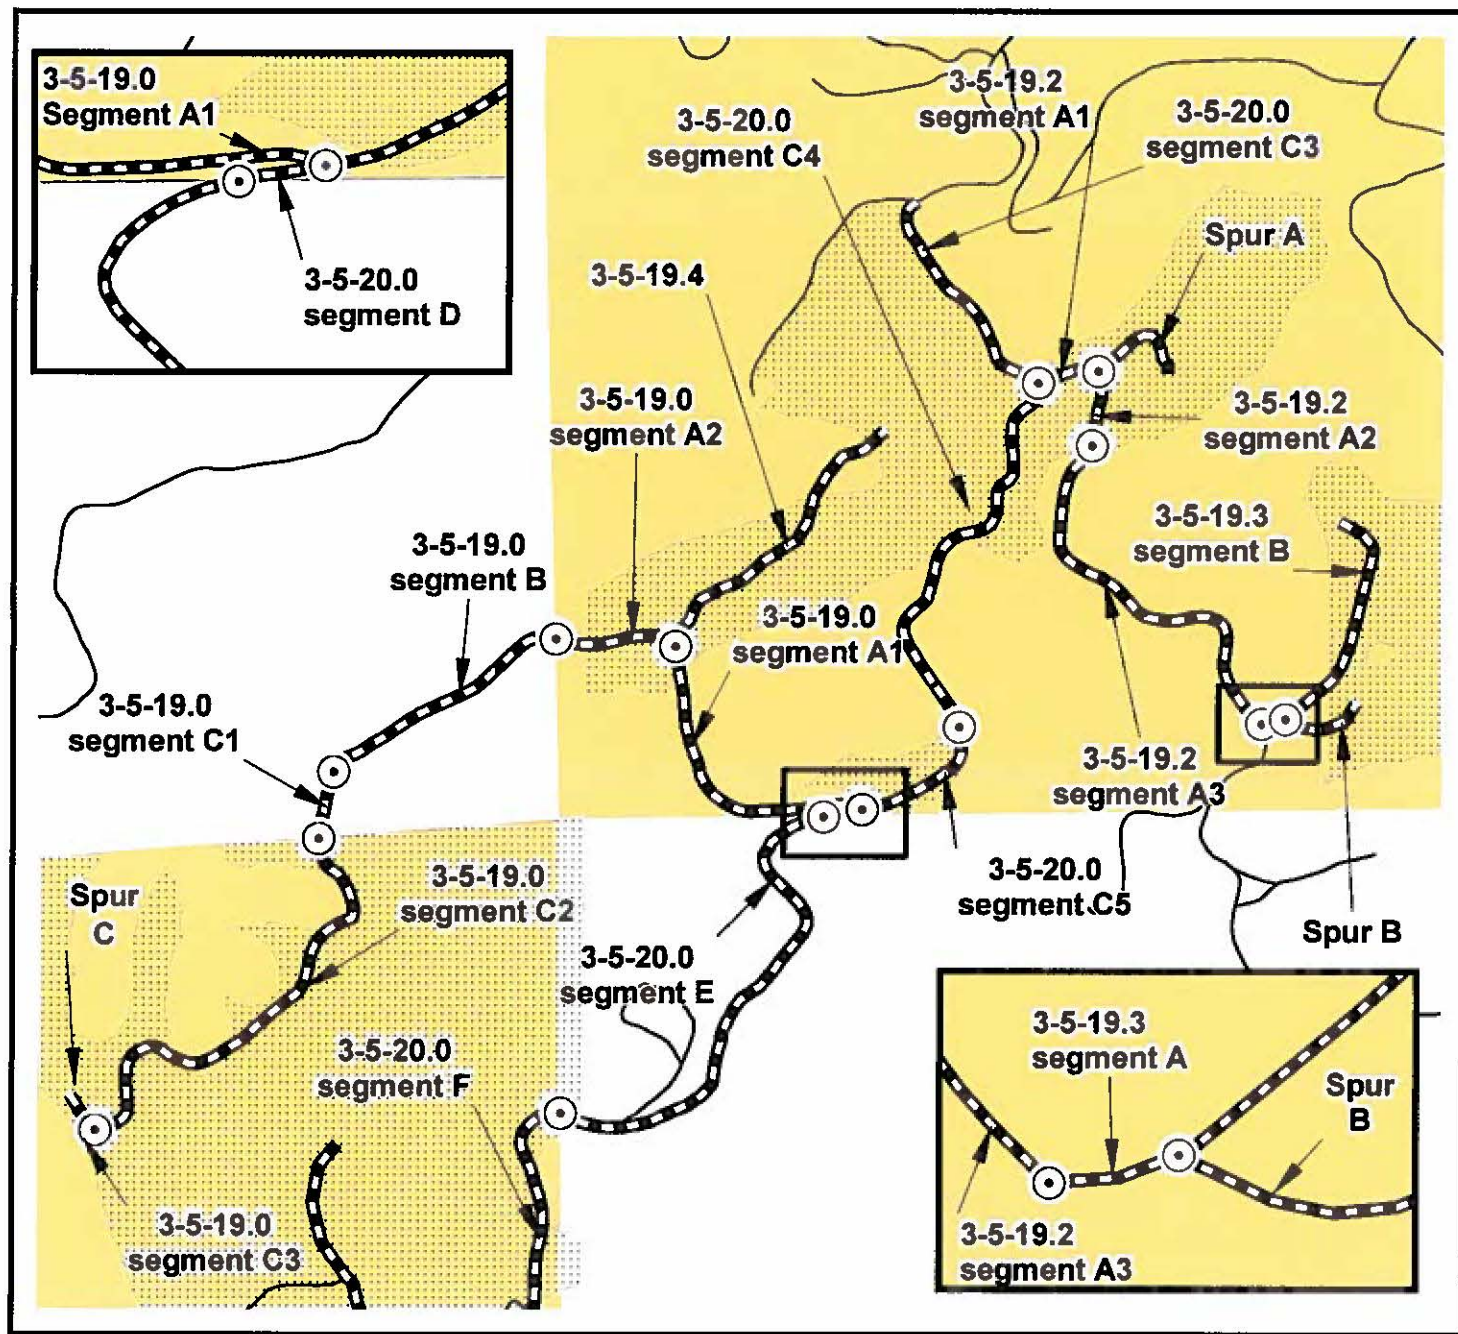 3-5-19.0
Segment A1
3-5-20.0
segment D
3-5-19.2
segment A1
3-5-20.0
segment C4
3-5-20.0
segment C3
Spur A
3-5-19.4
3-5-19.0
segment A2
3-5-19.2
segment A2
3-5-19.3
segment B
3-5-19.0
segment B
3-5-19.0
segment A1
3-5-19.0
segment C1
3-5-19.2
segment A3
3-5-20.0
segment C5
3-5-19.0
segment C2
Spur
C
Spur B
3-5-20.0
segment E
3-5-20.0
segment F
3-5-19.0
segment C3
3-5-19.3
segment A
Spur
B
3-5-19.2
segment A3